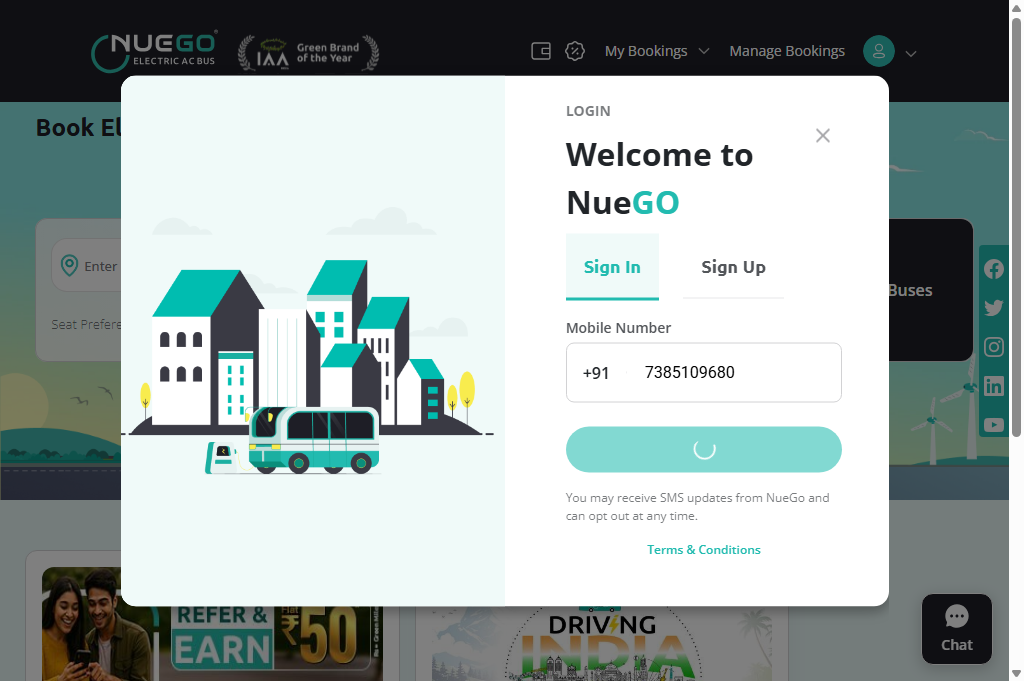 NUEGO
ELECTRIC AC BUS
IAA
Green Brand
of the Year
My Bookings
Manage Bookings
Book El
LOGIN
Welcome to
NueGO
Sign In
Sign Up
Mobile Number
+91
7385109680
You may receive SMS updates from NueGo and
can opt out at any time.
Terms & Conditions
Enter
Seat Prefere
Buses
REFER &
EARN
Flat
₹50
DRIVING
INDIA
Chat